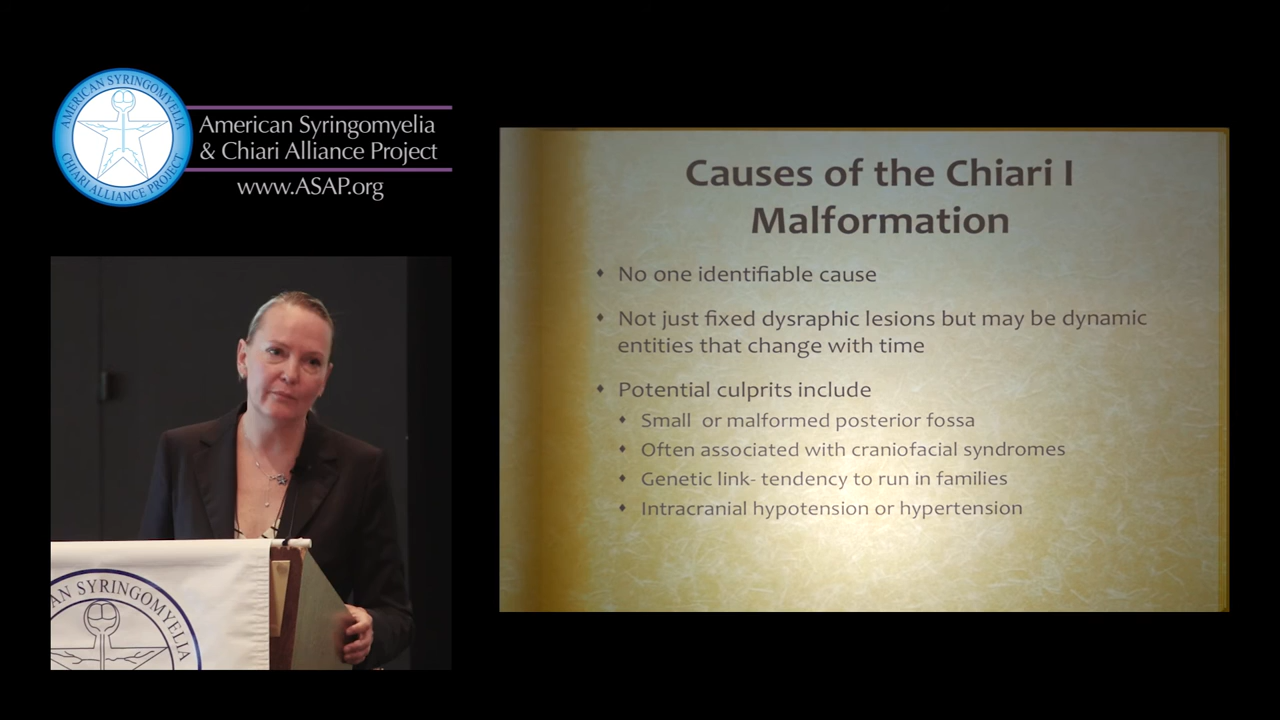 AMERICAN SYRINGOMYELIA
CHIARI ALLIANCE PROJECT
American Syringomyelia
& Chiari Alliance Project
www.ASAP.org
Causes of the Chiari I
Malformation
No one identifiable cause
Not just fixed dysraphic lesions but may be dynamic
entities that change with time
Potential culprits include
Small or malformed posterior fossa
Often associated with craniofacial syndromes
Genetic link- tendency to run in families
Intracranial hypotension or hypertension
AN SYRINGOMYELIA